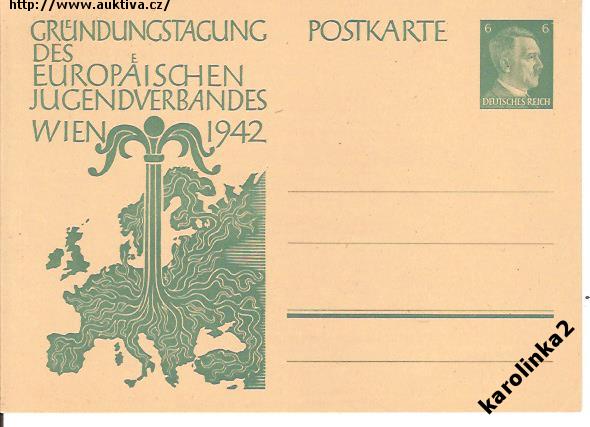 http://www.auktiva.cz/
GRÜNDUNGSTAGUNG
DES
EUROPÄISCHEN
JUGENDVERBANDES
WIEN 1942
POSTKARTE
6 6
DEUTSCHES REICH
karolinka2